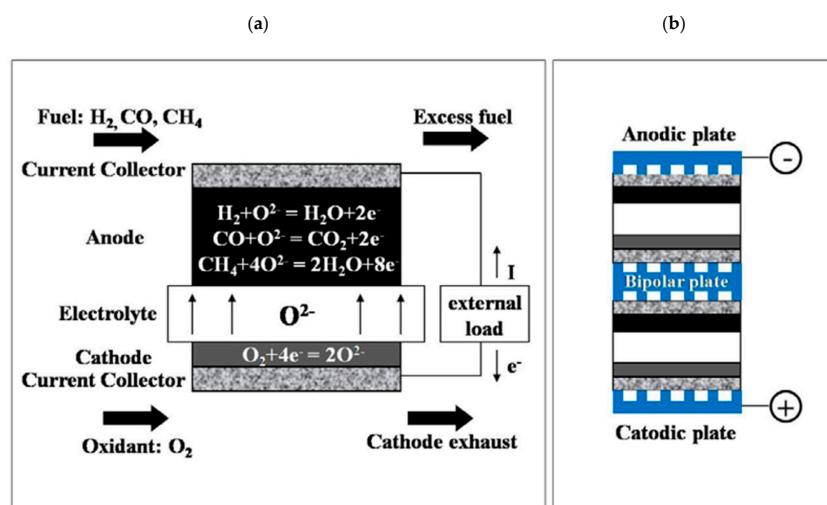 (a)
(b)
Fuel: H₂, CO, CH₄
Excess fuel
Current Collector
Anode
H₂+O²⁻ = H₂O+2e⁻
CO+O²⁻ = CO₂+2e⁻
CH₄+4O²⁻ = 2H₂O+8e⁻
Electrolyte
O²⁻
I
external
load
e⁻
Cathode
O₂+4e⁻ = 2O²⁻
Current Collector
Oxidant: O₂
Cathode exhaust
Anodic plate
-
Bipolar plate
+
Catodic plate